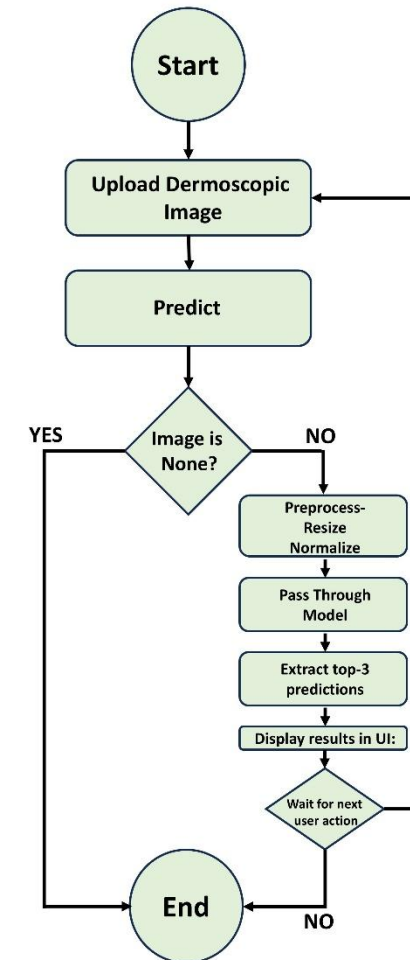 Start
Upload Dermoscopic
Image
Predict
Image is
None?
YES
NO
Preprocess-
Resize
Normalize
Pass Through
Model
Extract top-3
predictions
Display results in UI:
Wait for next
user action
End
NO